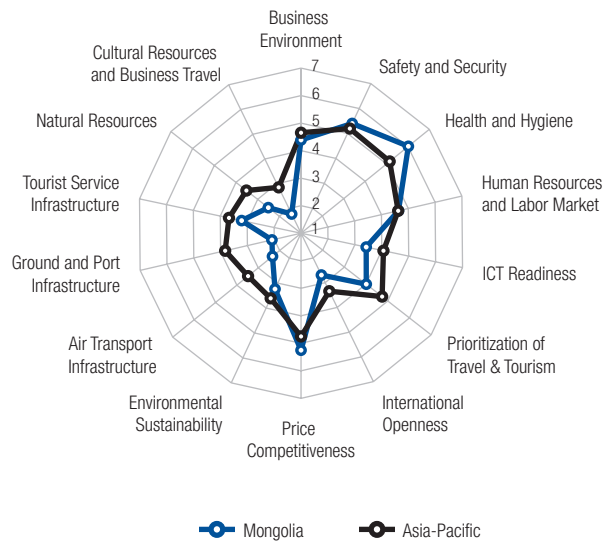 Business
Environment
Cultural Resources
and Business Travel
Safety and Security
Natural Resources
Health and Hygiene
Tourist Service
Infrastructure
Human Resources
and Labor Market
Ground and Port
Infrastructure
ICT Readiness
Air Transport
Infrastructure
Prioritization of
Travel & Tourism
Environmental
Sustainability
International
Openness
Price
Competitiveness
7
6
5
4
3
2
1
Mongolia
Asia-Pacific